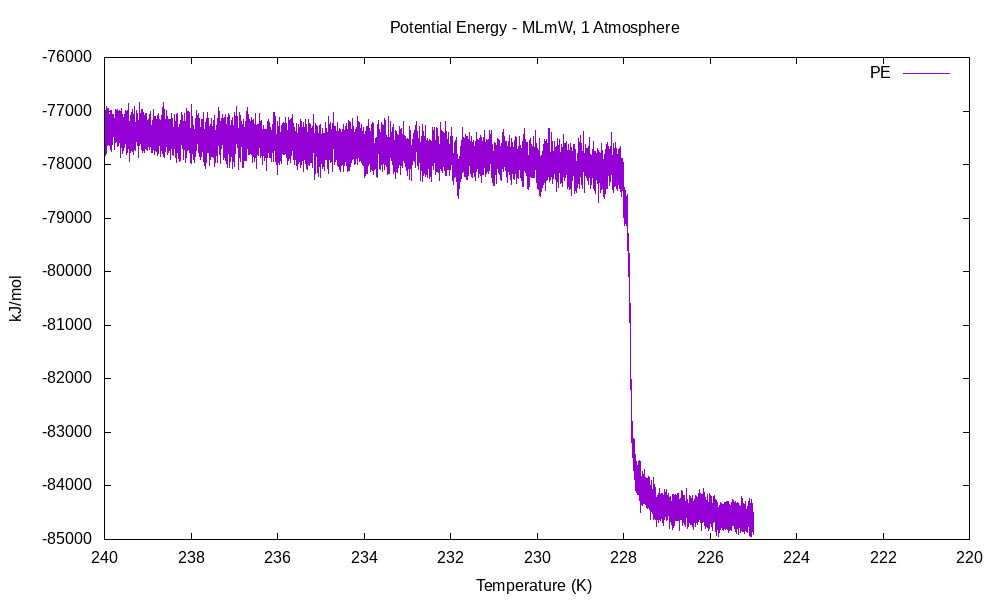 Potential Energy - MLmW, 1 Atmosphere
-76000
PE
-77000
-78000
-79000
-80000
kJ/mol
-81000
-82000
-83000
-84000
-85000
240 238 236 234 232 230 228 226 224 222 220
Temperature (K)